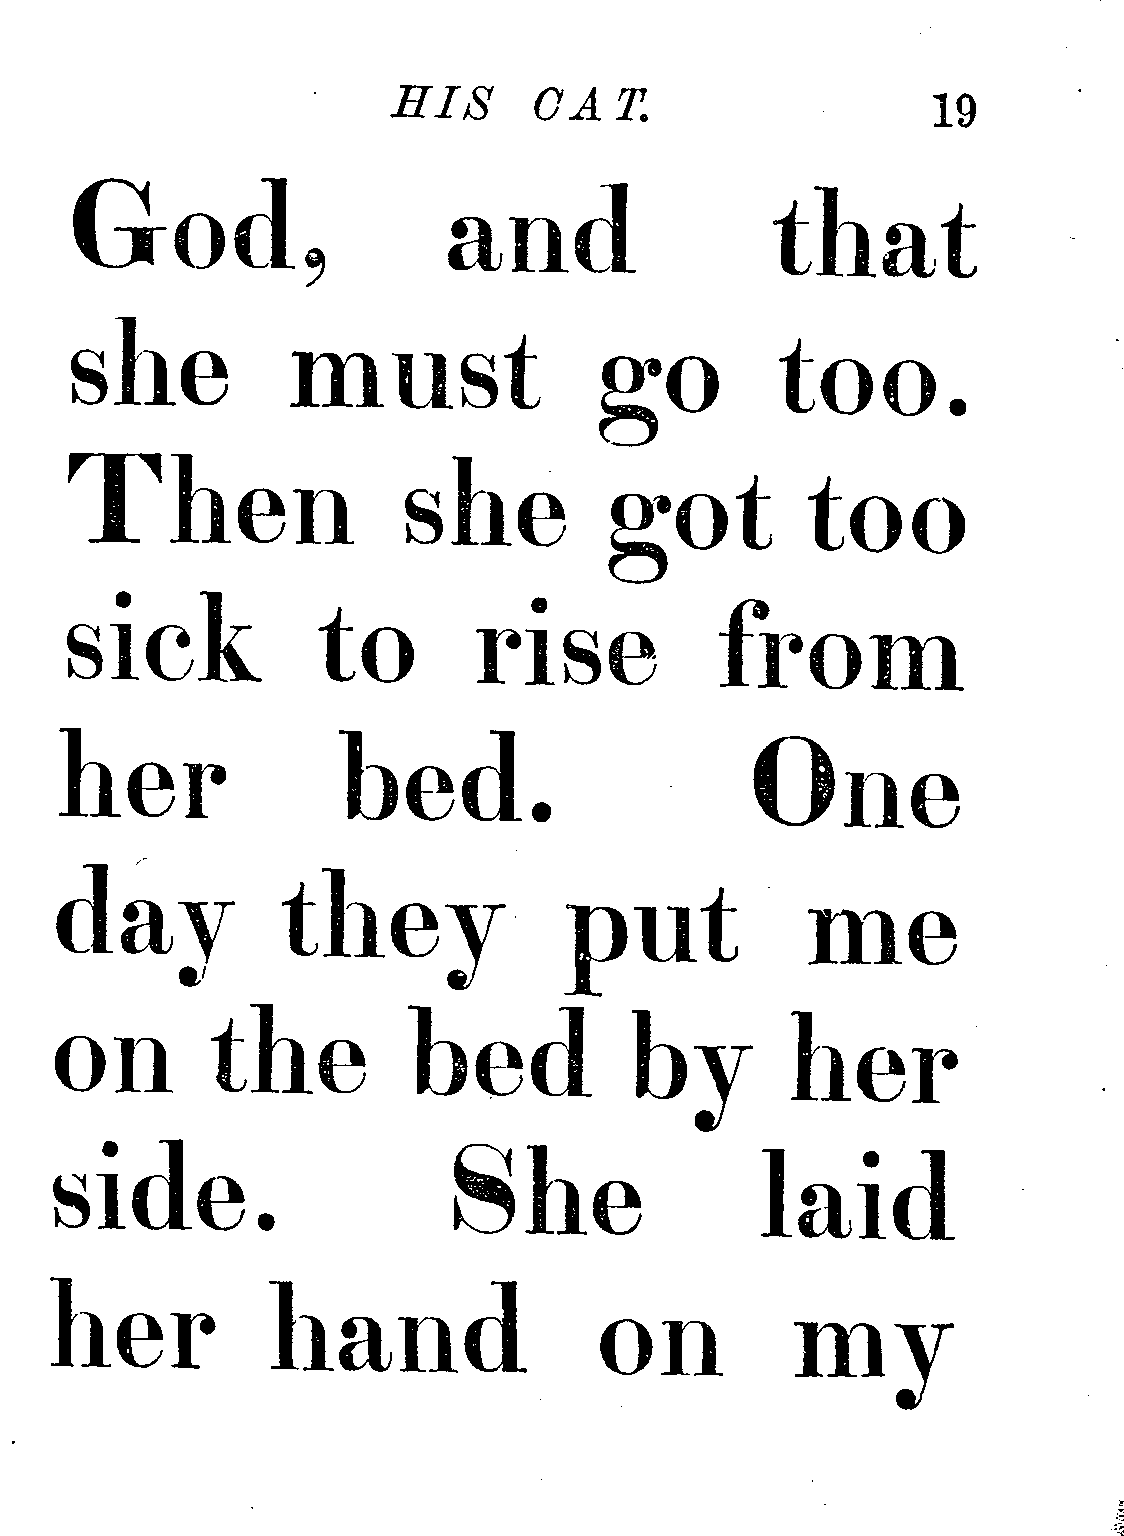 HIS CAT. 19
God, and that
she must go too.
Then she got too
sick to rise from
her bed. One
day they put me
on the bed by her
side. She laid
her hand on my